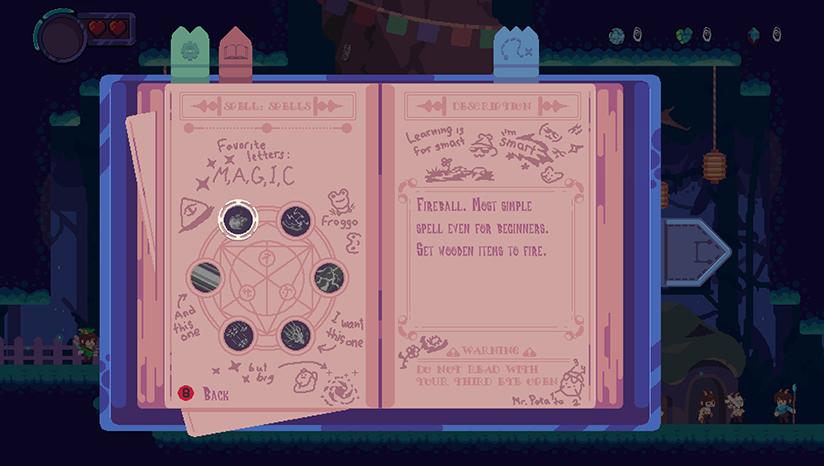 SPELL: SPELLS
Favorite
letters:
M,A,G,I,C
Froggo
And
this
one
I want
this one
but
big
B BACK
DESCRIPTION
Learning is
for smart
I'm
smart
FIREBALL. MOST SIMPLE
SPELL EVEN FOR BEGINNERS.
SET WOODEN ITEMS TO FIRE.
WARNING
DO NOT READ WITH
YOUR THIRD EYE OPEN
Mr. Potato